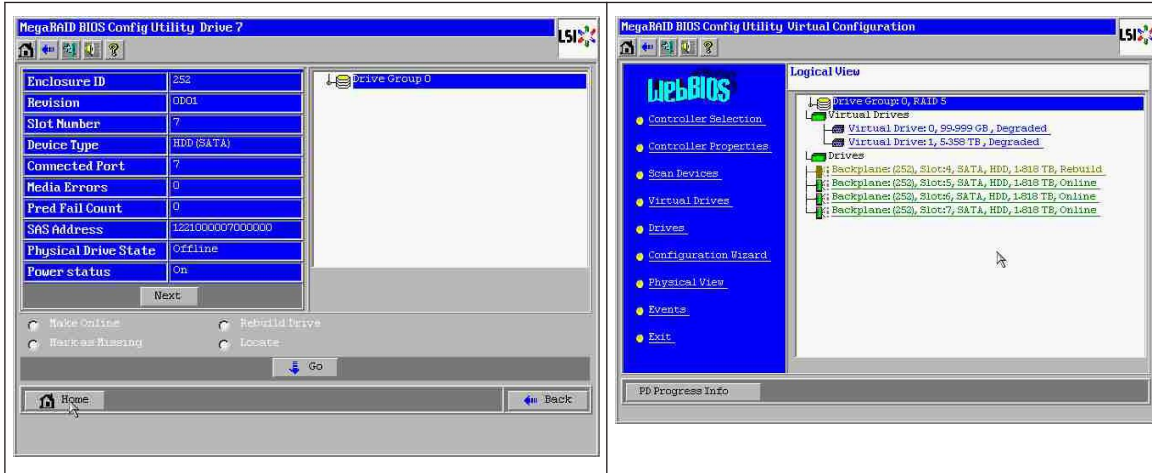 MegaRAID BIOS Config Utility Drive 7
LSI
Enclosure ID 252
Revision 0D01
Slot Number 7
Device Type HDD (SATA)
Connected Port 7
Media Errors 0
Pred Fail Count 0
SAS Address 1221000007000000
Physical Drive State Offline
Power status On
Next
Drive Group 0
Make Online Rebuild Drive
Mark as Missing Locate
Go
Home Back
MegaRAID BIOS Config Utility Virtual Configuration
LSI
WebBIOS
Controller Selection
Controller Properties
Scan Devices
Virtual Drives
Drives
Configuration Wizard
Physical View
Events
Exit
Logical View
Drive Group: 0, RAID 5
Virtual Drives
Virtual Drive: 0, 99.999 GB, Degraded
Virtual Drive: 1, 5.358 TB, Degraded
Drives
Backplane: (252), Slot:4, SATA, HDD, 1.818 TB, Rebuild
Backplane: (252), Slot:5, SATA, HDD, 1.818 TB, Online
Backplane: (252), Slot:6, SATA, HDD, 1.818 TB, Online
Backplane: (252), Slot:7, SATA, HDD, 1.818 TB, Online
PD Progress Info